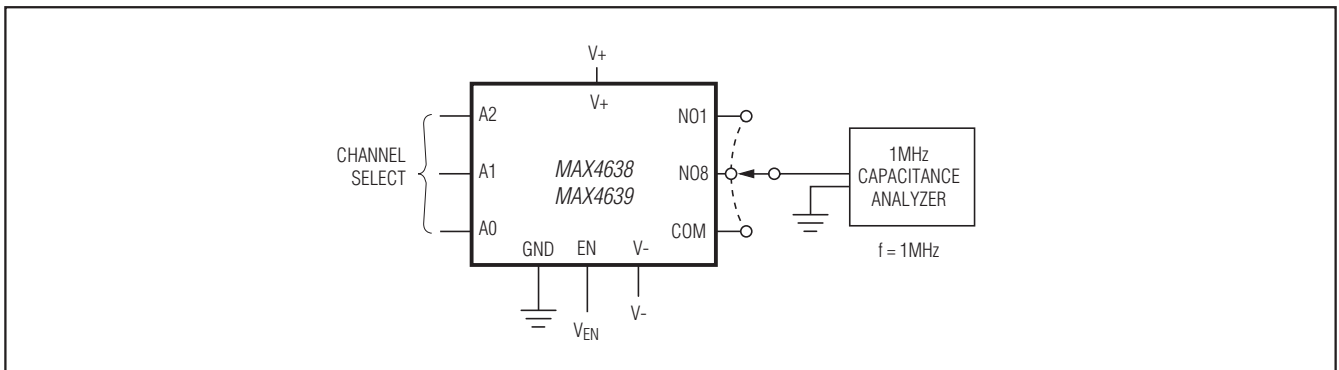 V+
V+
A2
NO1
CHANNEL
SELECT
A1
MAX4638
MAX4639
NO8
1MHz
CAPACITANCE
ANALYZER
A0
COM
GND EN V-
f = 1MHz
VEN
V-